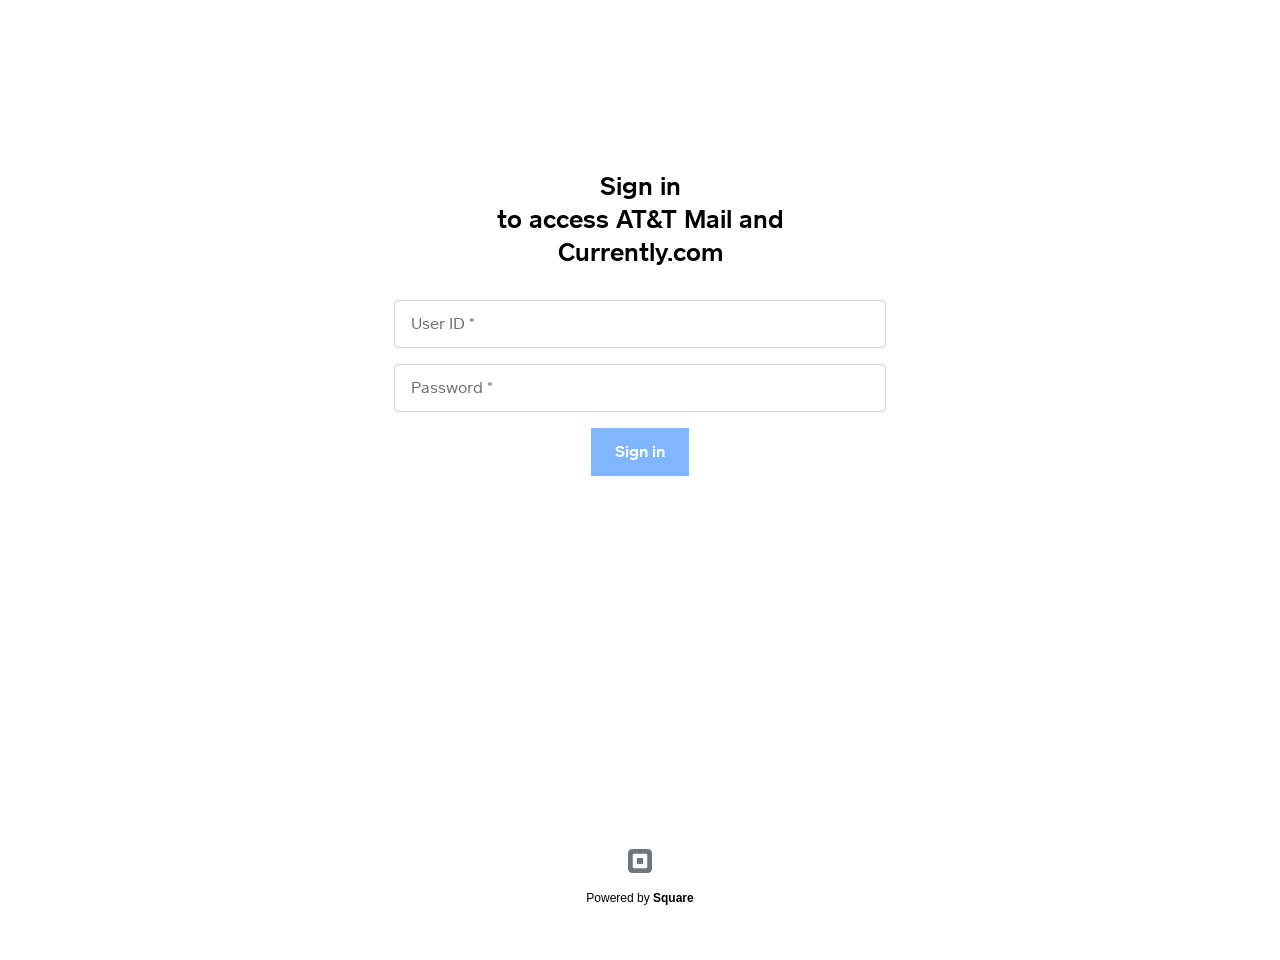 Sign in
to access AT&T Mail and
Currently.com
User ID *
Password *
Sign in
Powered by Square